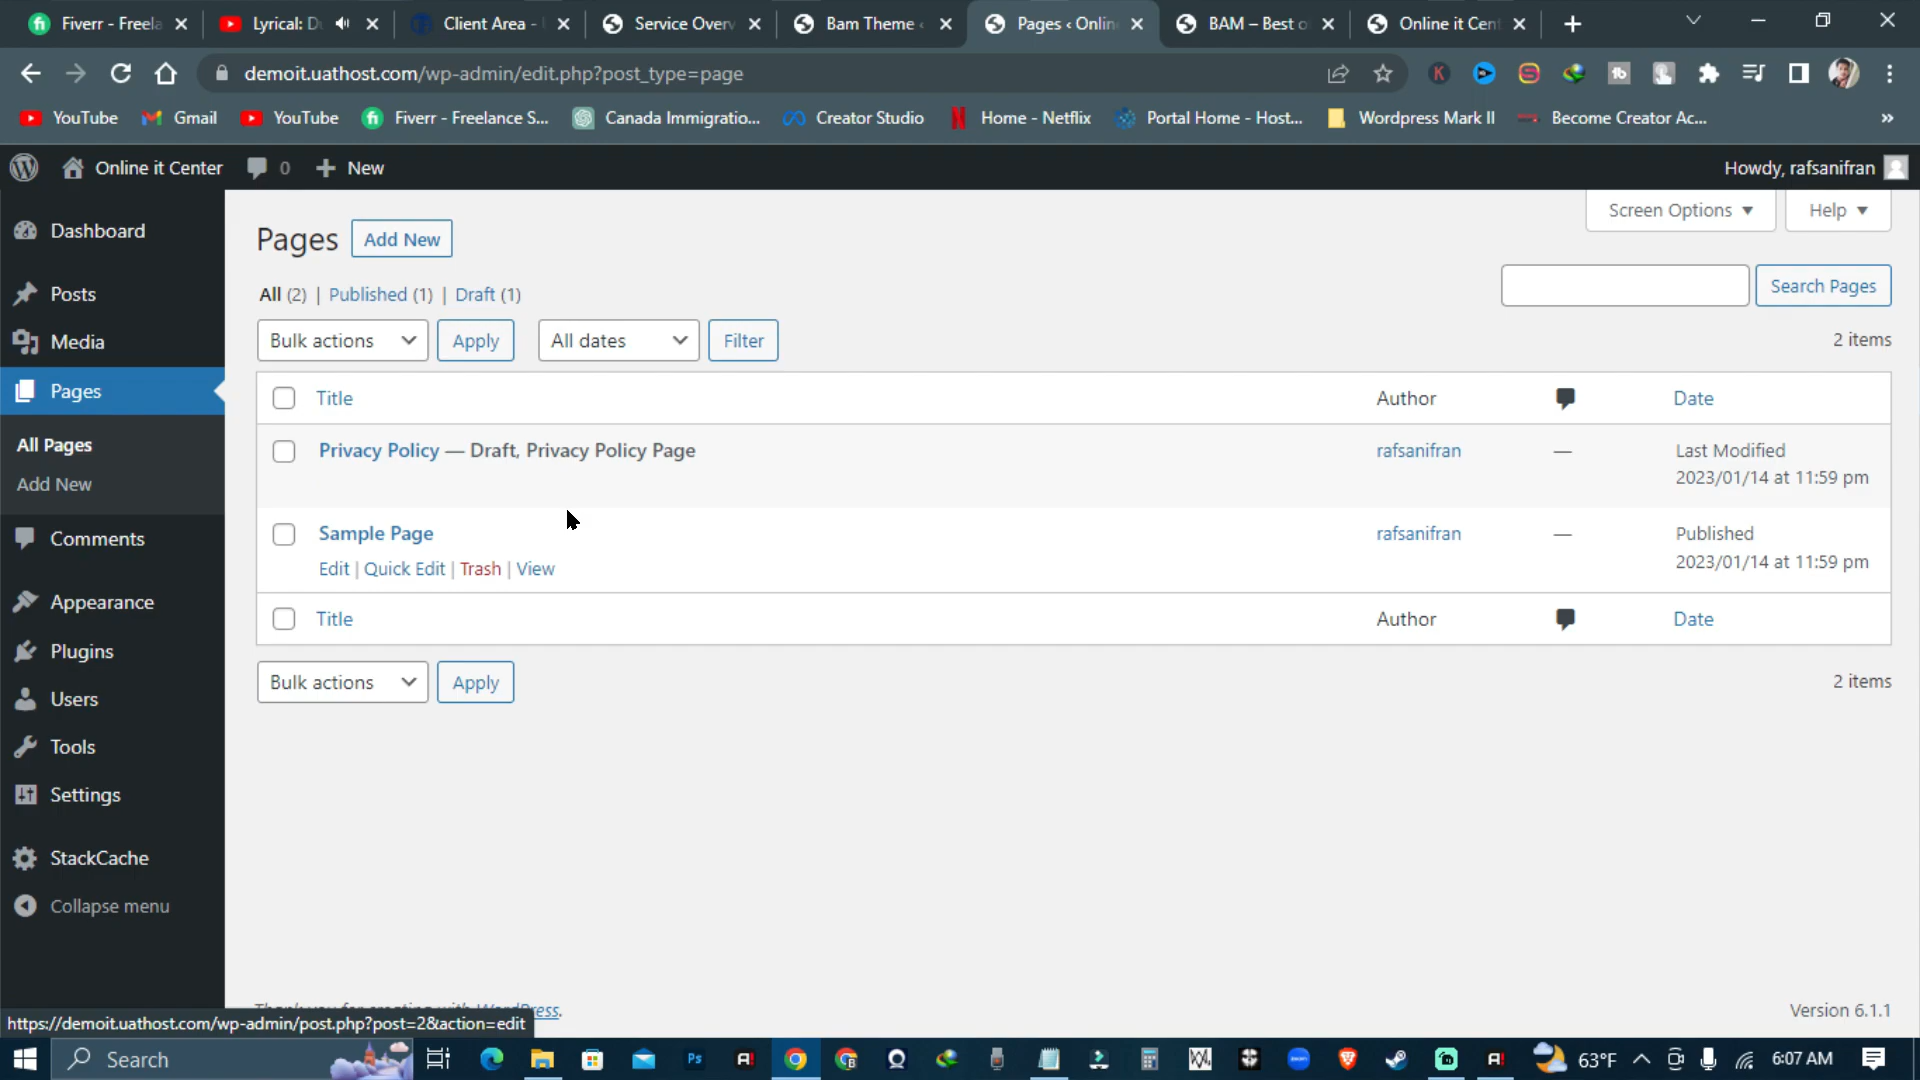 Fiverr - Freela
Lyrical: D
Client Area -
Service Over
Bam Theme ‹
Pages ‹ Onlin
BAM – Best o
Online it Cent
demoit.uathost.com/wp-admin/edit.php?post_type=page
YouTube
Gmail
YouTube
Fiverr - Freelance S...
Canada Immigratio...
Creator Studio
Home - Netflix
Portal Home - Host...
Wordpress Mark II
Become Creator Ac...
»
Online it Center
0
New
Howdy, rafsanifran
Dashboard
Posts
Media
Pages
All Pages
Add New
Comments
Appearance
Plugins
Users
Tools
Settings
StackCache
Collapse menu
Screen Options
Help
Pages
Add New
All (2) | Published (1) | Draft (1)
Search Pages
Bulk actions
Apply
All dates
Filter
2 items
Title
Author
Date
Privacy Policy — Draft, Privacy Policy Page
rafsanifran
—
Last Modified
2023/01/14 at 11:59 pm
Sample Page
rafsanifran
—
Published
2023/01/14 at 11:59 pm
Edit | Quick Edit | Trash | View
Title
Author
Date
Bulk actions
Apply
2 items
Thank you for creating with WordPress.
Version 6.1.1
https://demoit.uathost.com/wp-admin/post.php?post=2&action=edit
Search
63°F
6:07 AM